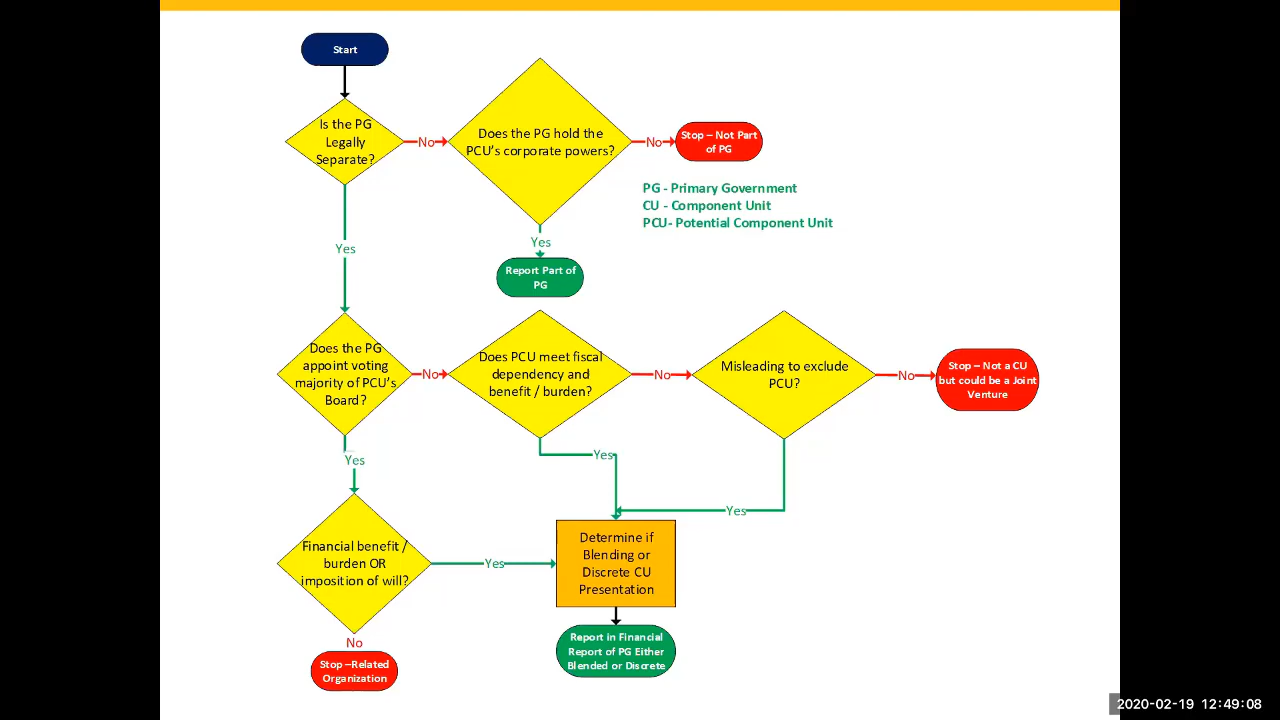 Start
Is the PG
Legally
Separate?
No
Does the PG hold the
PCU's corporate powers?
No
Stop – Not Part
of PG
PG - Primary Government
CU - Component Unit
PCU- Potential Component Unit
Yes
Yes
Report Part of
PG
Does the PG
appoint voting
majority of PCU's
Board?
No
Does PCU meet fiscal
dependency and
benefit / burden?
No
Misleading to exclude
PCU?
No
Stop – Not a CU
but could be a Joint
Venture
Yes
Yes
Yes
Financial benefit /
burden OR
imposition of will?
Yes
Determine if
Blending or
Discrete CU
Presentation
No
Stop –Related
Organization
Report in Financial
Report of PG Either
Blended or Discrete
2020-02-19 12:49:08